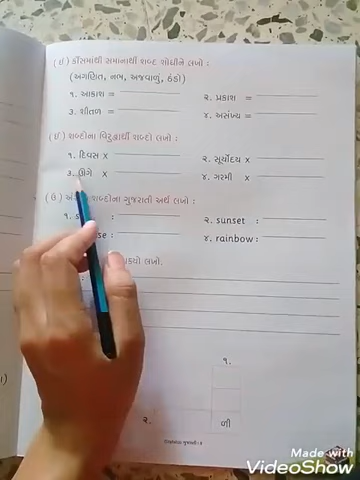 (ઇ) કૌંસમાંથી સમાનાર્થી શબ્દ શોધીને લખો :
(અગણિત, નભ, અજવાળું, ઠંડો)
૧. આકાશ = ૨. પ્રકાશ =
૩. શીતળ = ૪. અસંખ્ય =
(ઈ) શબ્દોના વિરુદ્ધાર્થી શબ્દો લખો :
૧. દિવસ x ૨. સૂર્યોદય x
૩. ઊગે x ૪. ગરમી x
(ઉ) શબ્દોના ગુજરાતી અર્થ લખો :
૧. : ૨. sunset :
: ૪. rainbow :
લખો.
૧.
૨. ળી
Made with
VideoShow